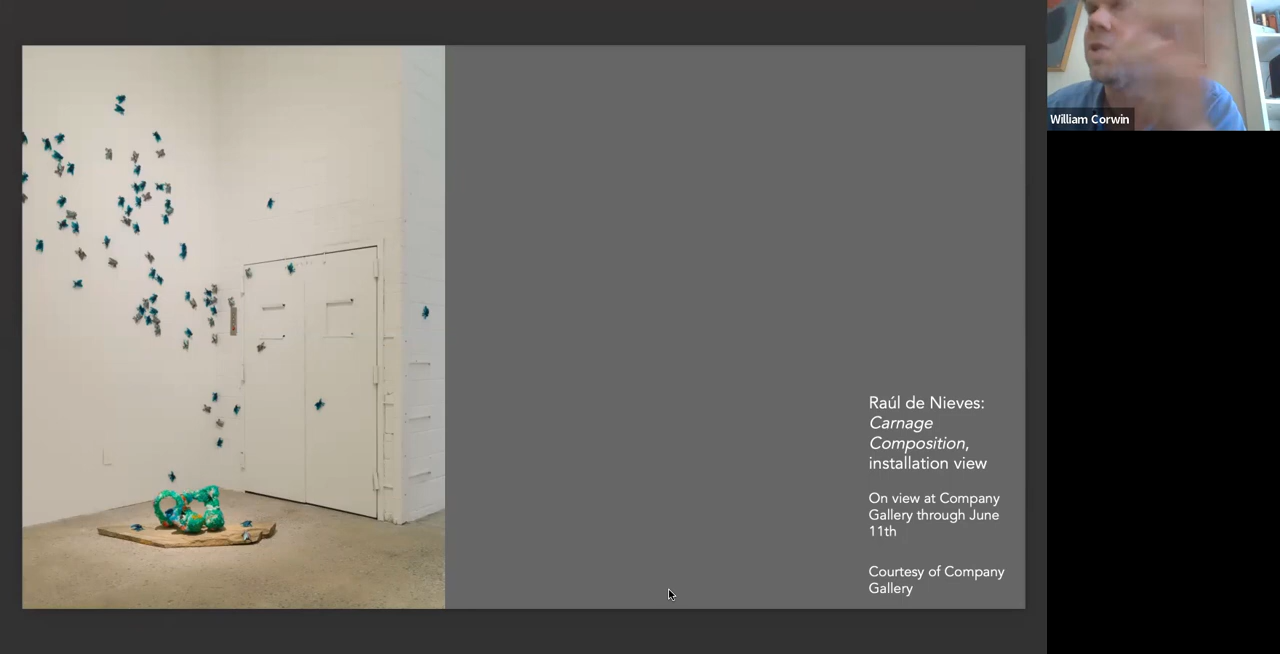 William Corwin
Raúl de Nieves:
Carnage
Composition,
installation view
On view at Company
Gallery through June
11th
Courtesy of Company
Gallery